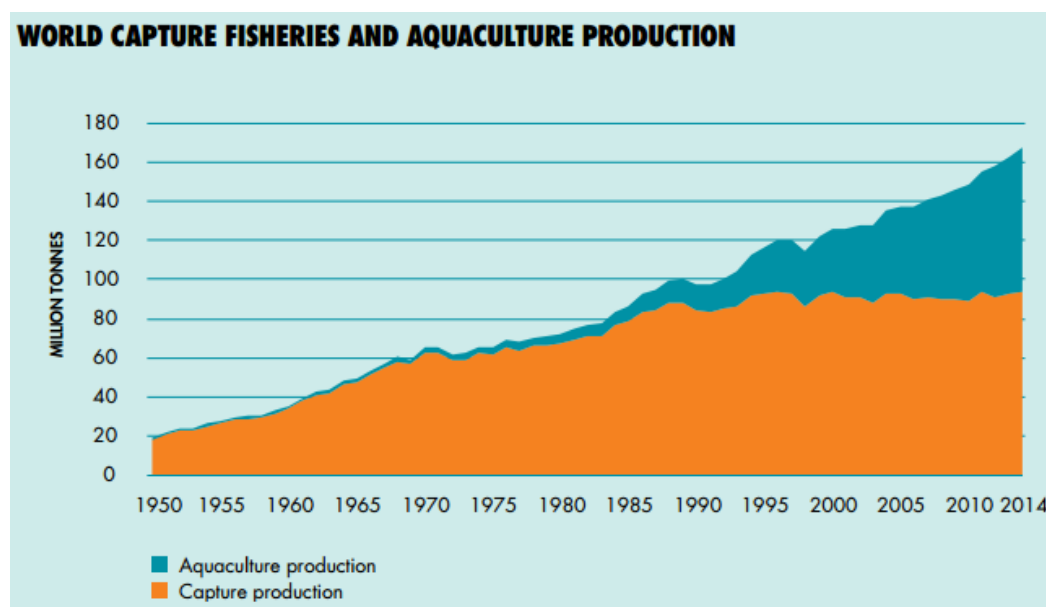 WORLD CAPTURE FISHERIES AND AQUACULTURE PRODUCTION
180
160
140
120
100
80
60
40
20
0
MILLION TONNES
1950 1955 1960 1965 1970 1975 1980 1985 1990 1995 2000 2005 2010 2014
Aquaculture production
Capture production